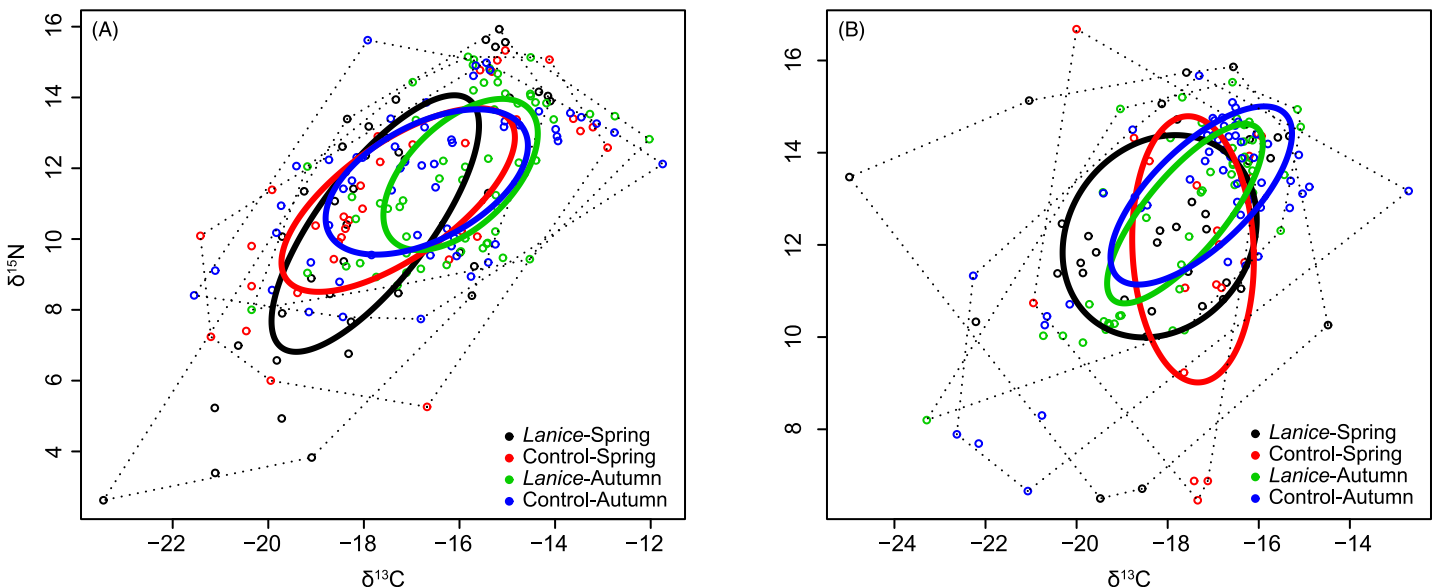 (A)
16
14
12
10
8
6
4
δ¹⁵N
−22
−20
−18
−16
−14
−12
δ¹³C
Lanice-Spring
Control-Spring
Lanice-Autumn
Control-Autumn
(B)
16
14
12
10
8
−24
−22
−20
−18
−16
−14
δ¹³C
Lanice-Spring
Control-Spring
Lanice-Autumn
Control-Autumn